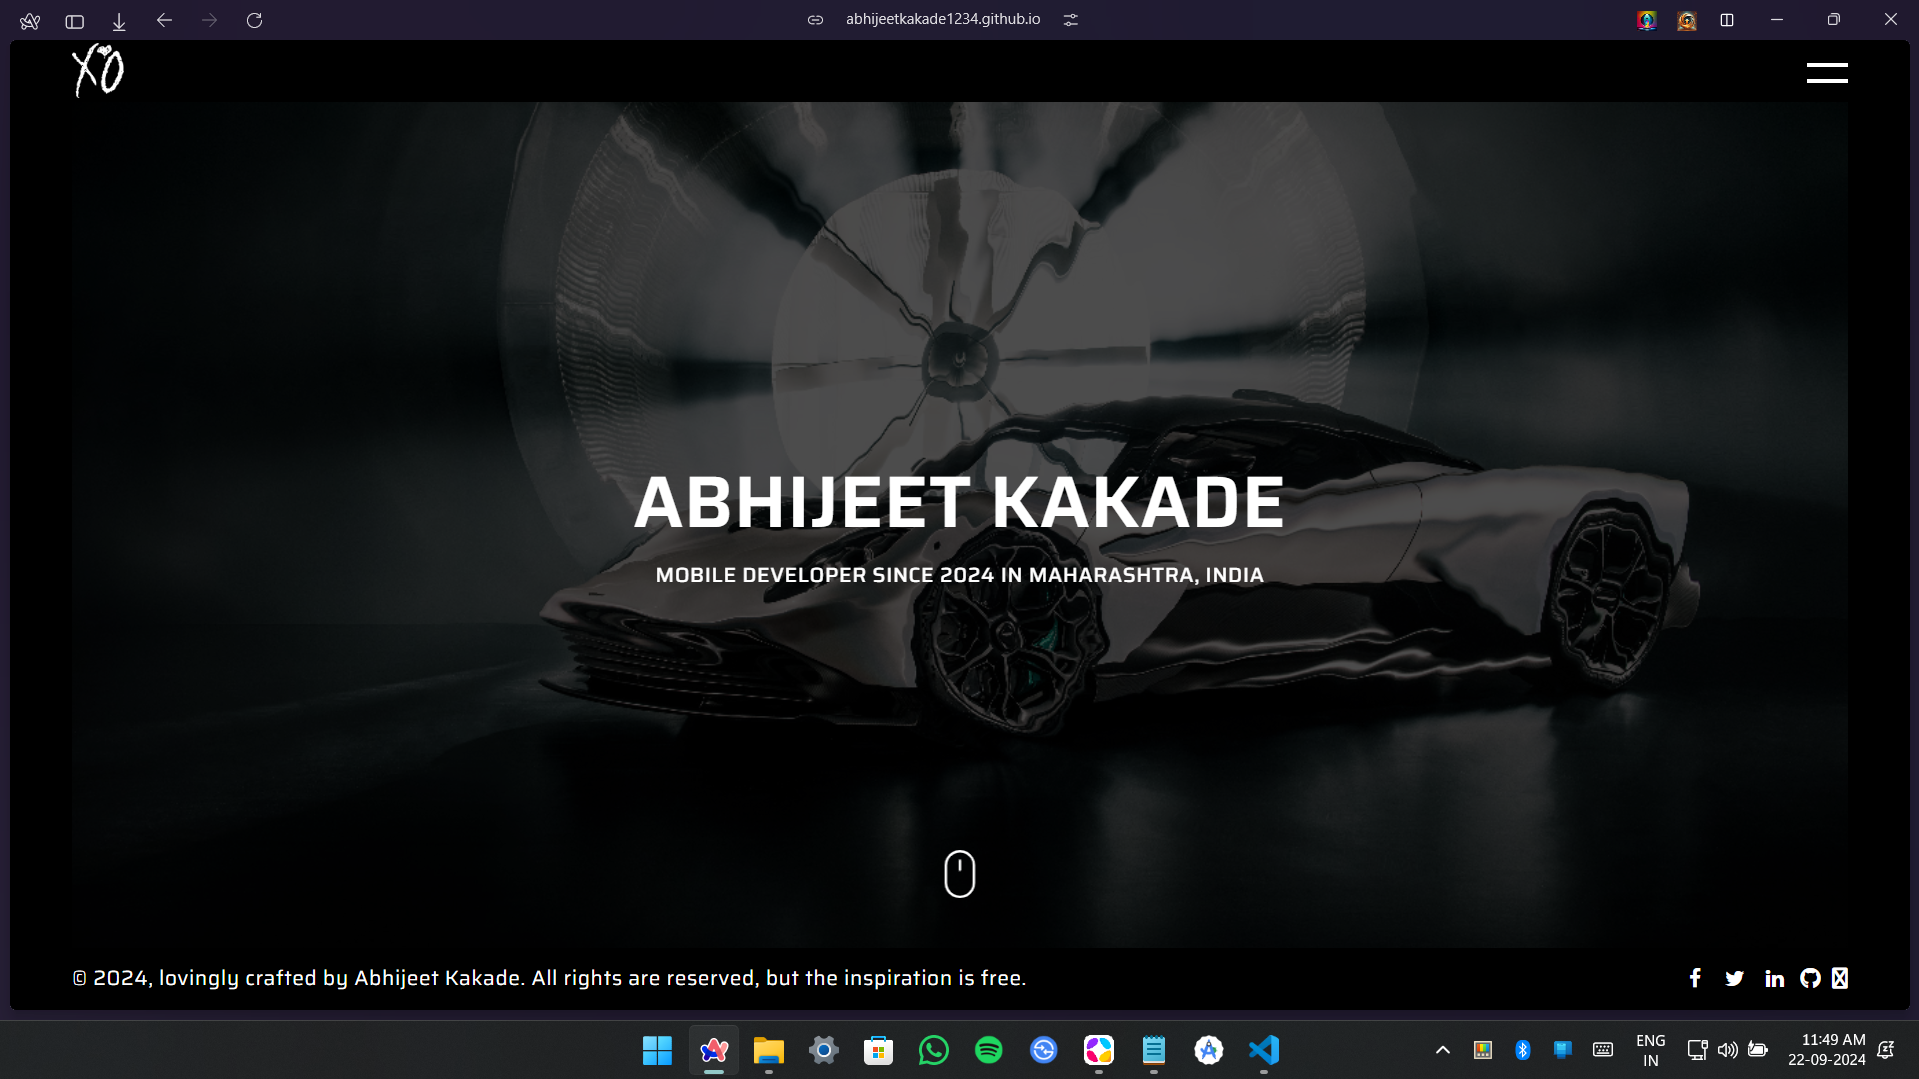 abhijeetkakade1234.github.io
XO
ABHIJEET KAKADE
MOBILE DEVELOPER SINCE 2024 IN MAHARASHTRA, INDIA
© 2024, lovingly crafted by Abhijeet Kakade. All rights are reserved, but the inspiration is free.
ENG
IN
11:49 AM
22-09-2024